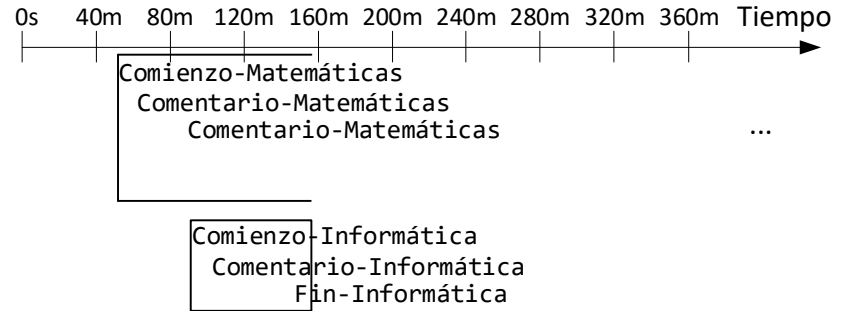 0s 40m 80m 120m 160m 200m 240m 280m 320m 360m Tiempo
Comienzo-Matemáticas
Comentario-Matemáticas
Comentario-Matemáticas ...
Comienzo-Informática
Comentario-Informática
Fin-Informática